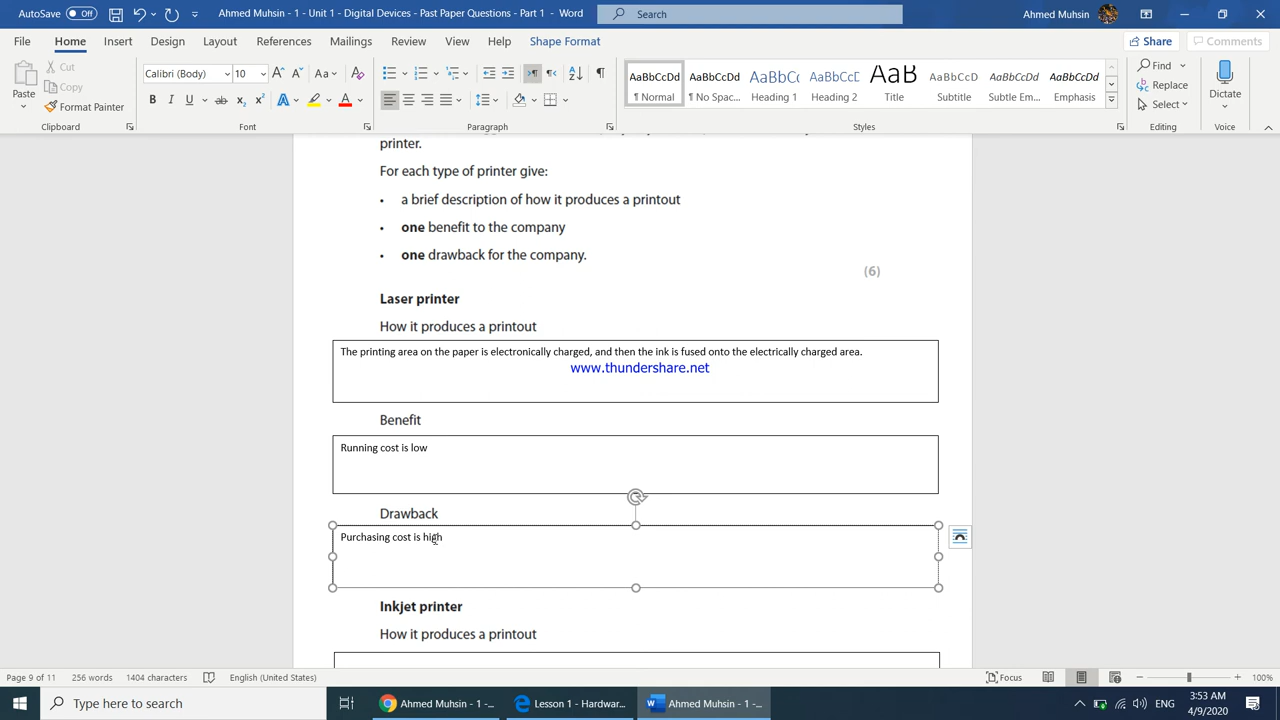 AutoSave Off Ahmed Muhsin - 1 - Unit 1 - Digital Devices - Past Paper Questions - Part 1 - Word Search Ahmed Muhsin
File Home Insert Design Layout References Mailings Review View Help Shape Format Share Comments
Paste Cut Copy Format Painter
Calibri (Body) 10
AaBbCcDd AaBbCcDd AaBbCc AaBbCcE AaB AaBbCcD AaBbCcDd AaBbCcDd
¶ Normal ¶ No Spac... Heading 1 Heading 2 Title Subtitle Subtle Em... Emphasis
Find Replace Select Dictate
Clipboard Font Paragraph Styles Editing Voice
printer.
For each type of printer give:
• a brief description of how it produces a printout
• one benefit to the company
• one drawback for the company.
(6)
Laser printer
How it produces a printout
The printing area on the paper is electronically charged, and then the ink is fused onto the electrically charged area.
www.thundershare.net
Benefit
Running cost is low
Drawback
Purchasing cost is high
Inkjet printer
How it produces a printout
Page 9 of 11 256 words 1404 characters English (United States) Focus 100%
Type here to search Ahmed Muhsin - 1 -... Lesson 1 - Hardwar... Ahmed Muhsin - 1 -... ENG 3:53 AM
4/9/2020